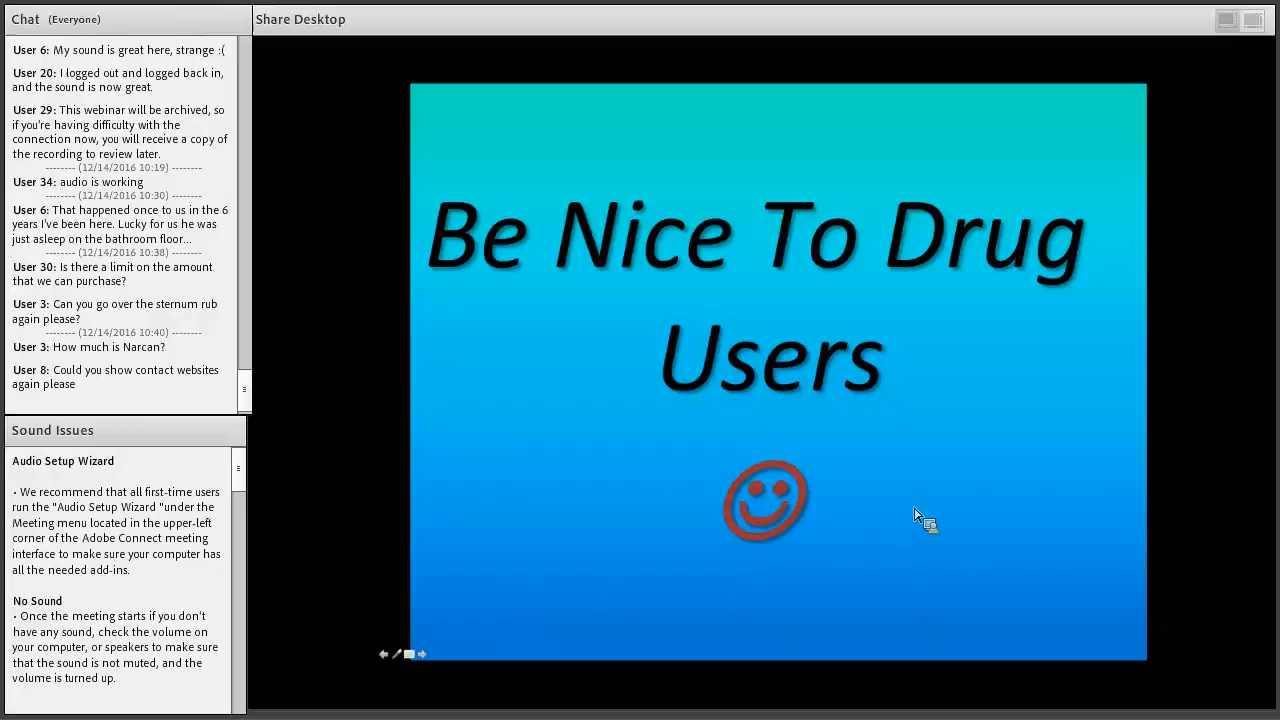 Chat (Everyone)
User 6: My sound is great here, strange :(
User 20: I logged out and logged back in,
and the sound is now great.
User 29: This webinar will be archived, so
if you're having difficulty with the
connection now, you will receive a copy of
the recording to review later.
-------- (12/14/2016 10:19) --------
User 34: audio is working
-------- (12/14/2016 10:30) --------
User 6: That happened once to us in the 6
years I've been here. Lucky for us he was
just asleep on the bathroom floor...
-------- (12/14/2016 10:38) --------
User 30: Is there a limit on the amount
that we can purchase?
User 3: Can you go over the sternum rub
again please?
-------- (12/14/2016 10:40) --------
User 3: How much is Narcan?
User 8: Could you show contact websites
again please
Sound Issues
Audio Setup Wizard
• We recommend that all first-time users
run the "Audio Setup Wizard "under the
Meeting menu located in the upper-left
corner of the Adobe Connect meeting
interface to make sure your computer has
all the needed add-ins.
No Sound
• Once the meeting starts if you don't
have any sound, check the volume on
your computer, or speakers to make sure
that the sound is not muted, and the
volume is turned up.
Share Desktop
Be Nice To Drug
Users